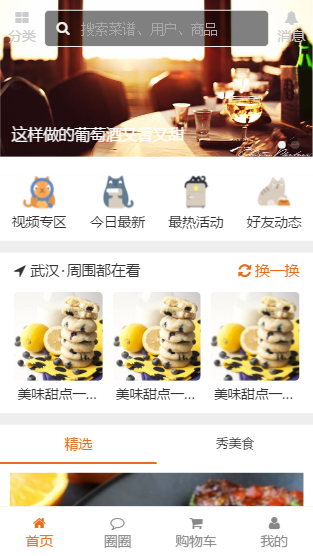 分类
搜索菜谱、用户、商品
消息
这样做的葡萄酒又香又甜
视频专区
今日最新
最热活动
好友动态
武汉·周围都在看
换一换
美味甜点一...
美味甜点一...
美味甜点一...
精选
秀美食
首页
圈圈
购物车
我的